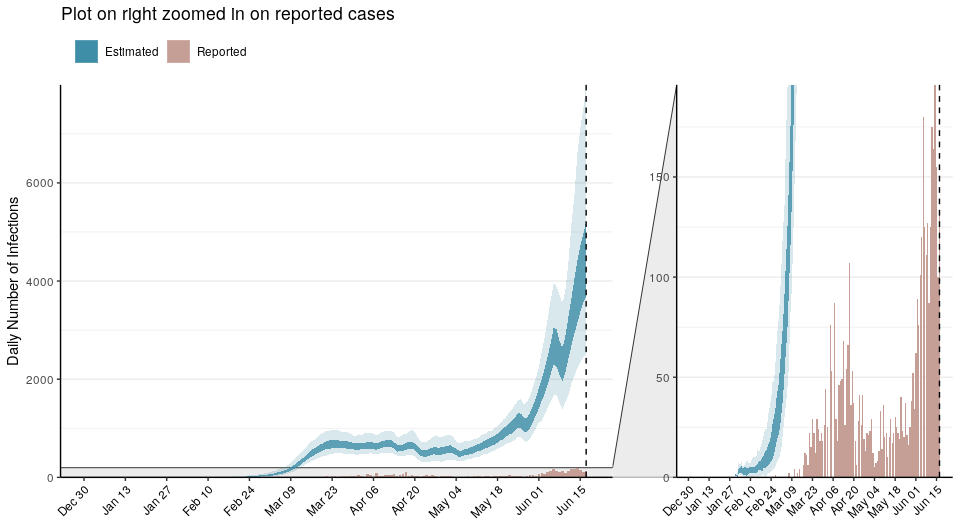 Plot on right zoomed in on reported cases
Estimated Reported
Daily Number of Infections
6000
4000
2000
0
Dec 30 Jan 13 Jan 27 Feb 10 Feb 24 Mar 09 Mar 23 Apr 06 Apr 20 May 04 May 18 Jun 01 Jun 15
150
100
50
0
Dec 30 Jan 13 Jan 27 Feb 10 Feb 24 Mar 09 Mar 23 Apr 06 Apr 20 May 04 May 18 Jun 01 Jun 15